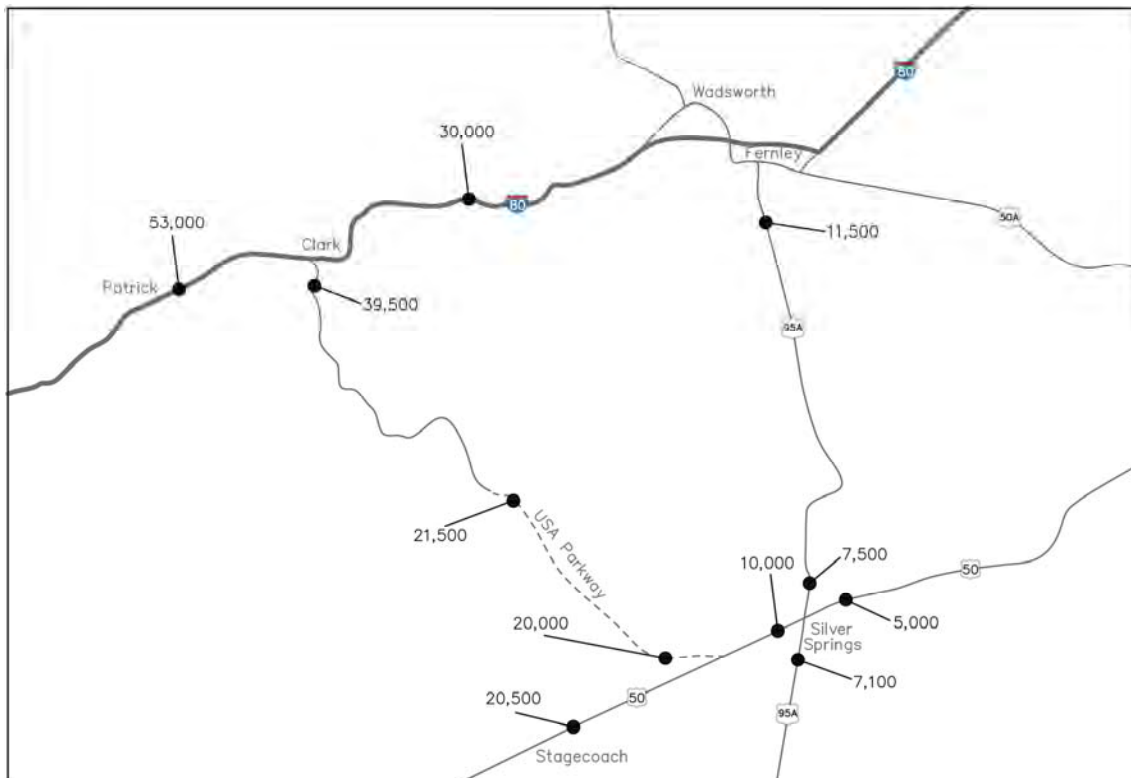 80
Wadsworth
30,000
Fernley
80
53,000
50A
Clark
11,500
Patrick
39,500
95A
21,500
USA Parkway
10,000
7,500
50
20,000
5,000
Silver
Springs
7,100
20,500
50
95A
Stagecoach